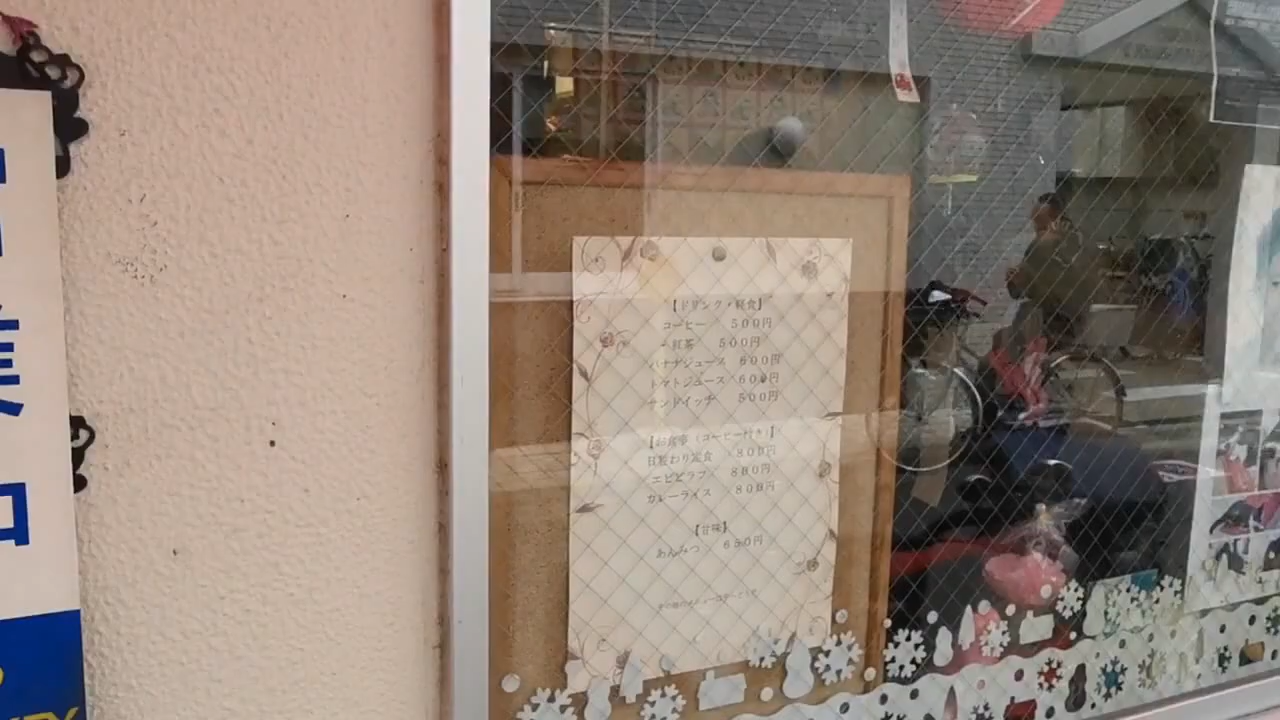 営業中
【ドリンク・軽食】
コーヒー 500円
紅茶 500円
バナナジュース 600円
トマトジュース 600円
サンドイッチ 500円
【お食事(コーヒー付き)】
日替わり定食 800円
エビピラフ 880円
カレーライス 800円
【甘味】
あんみつ 650円